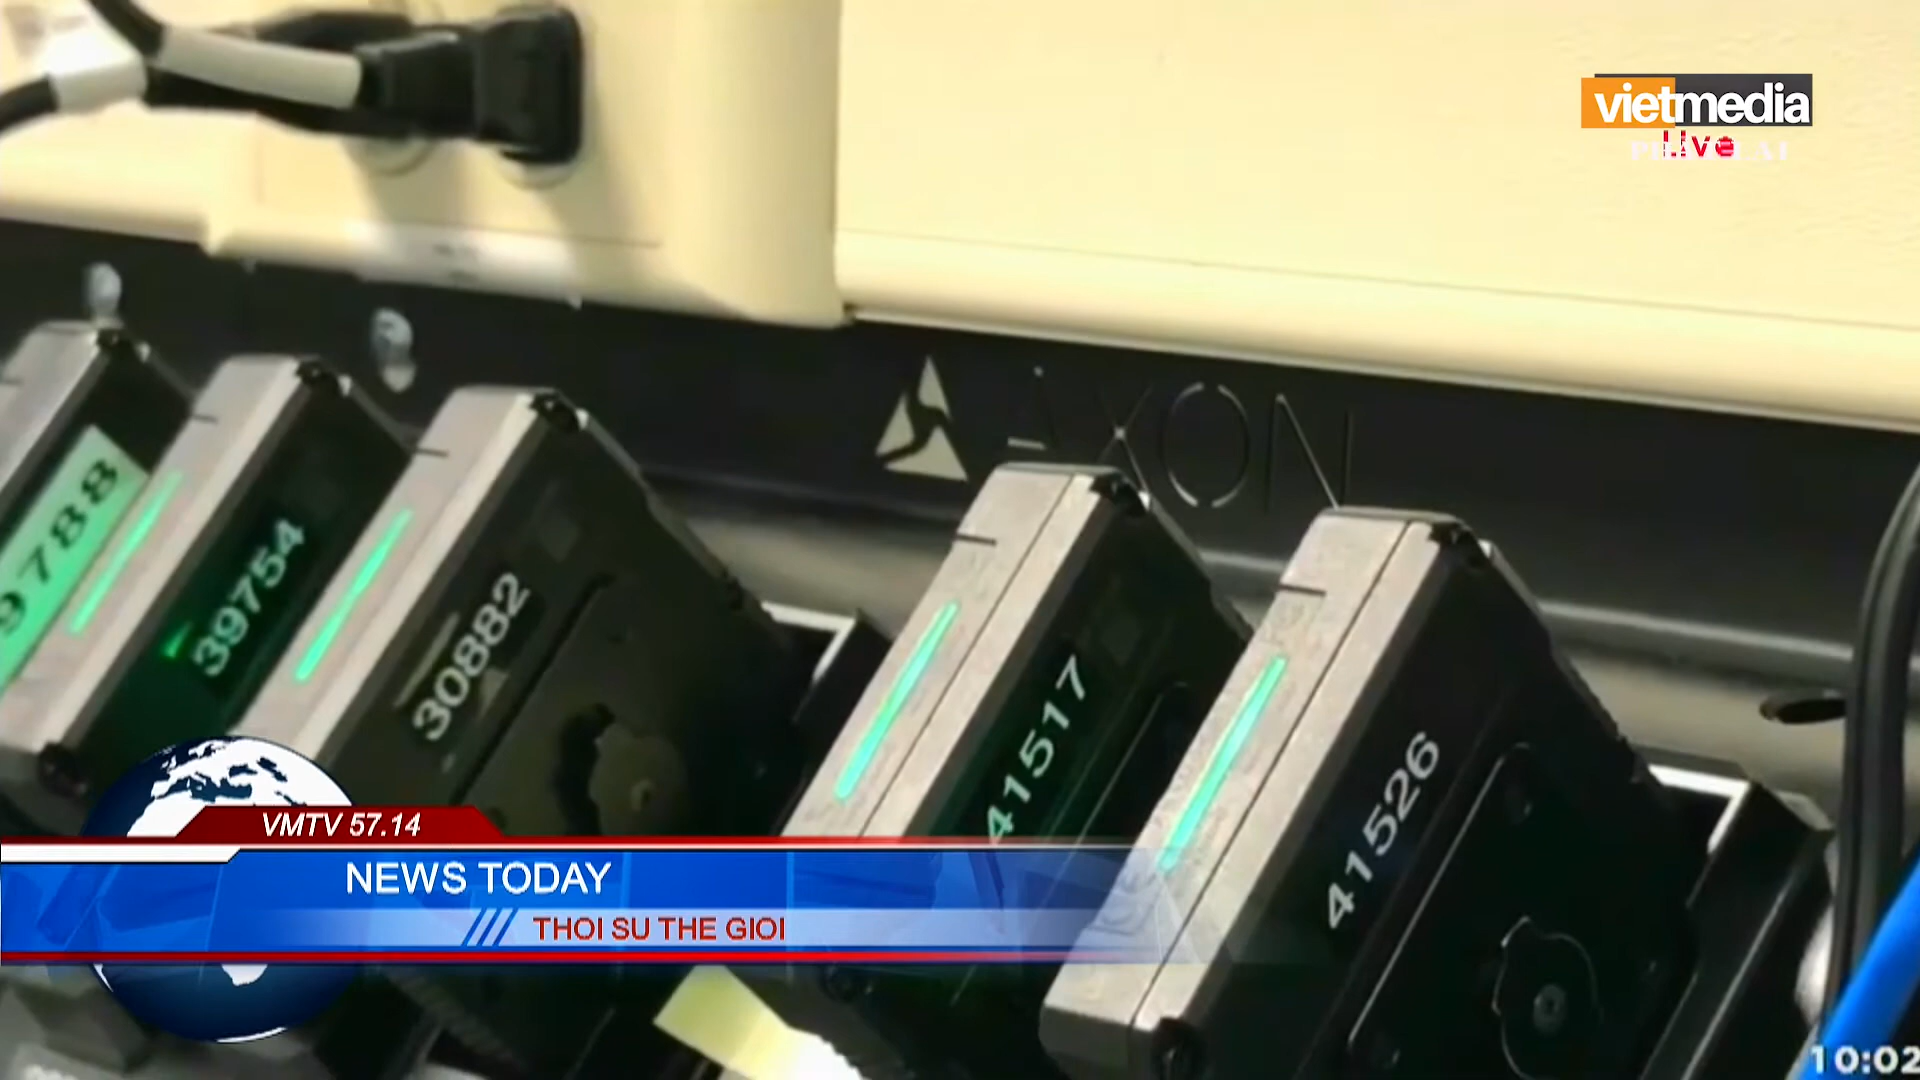 vietmedia
Live
AXON
9788
39754
30882
41517
41526
VMTV 57.14
NEWS TODAY
THOI SU THE GIOI
10:02